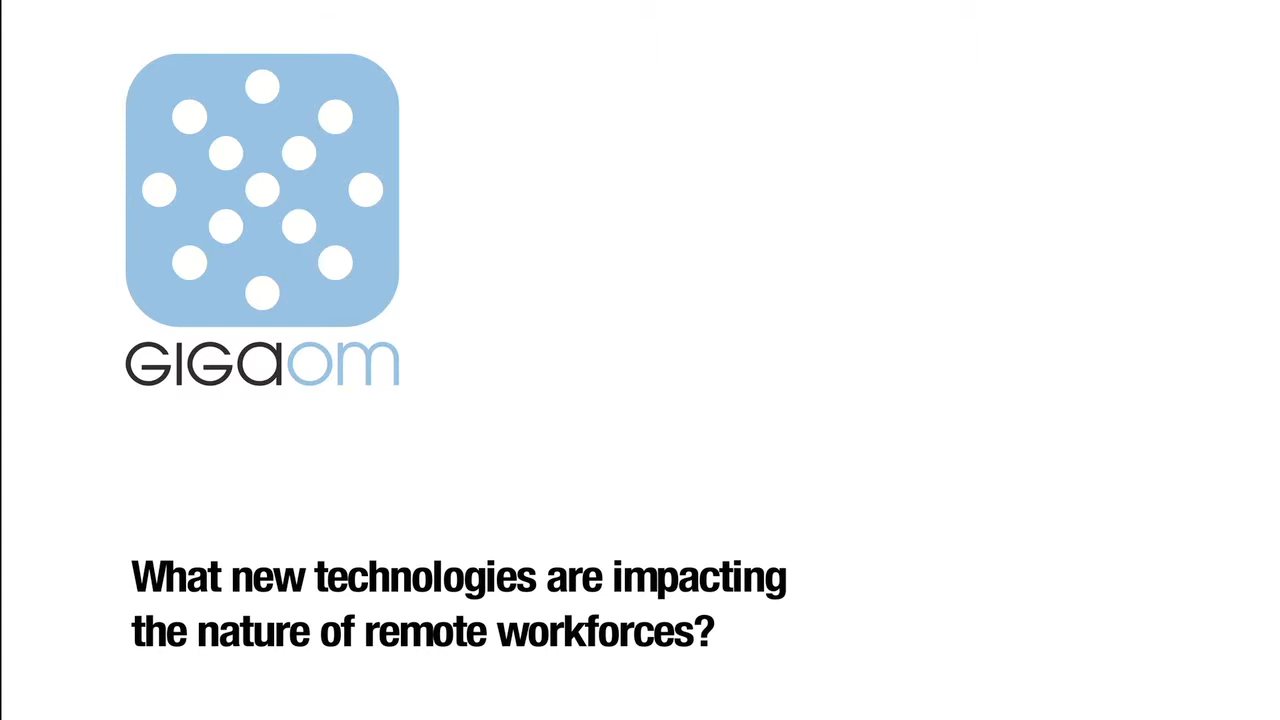 GIGaom
What new technologies are impacting
the nature of remote workforces?